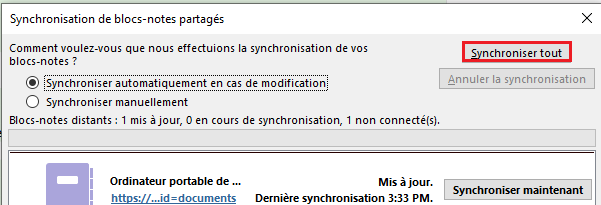 Synchronisation de blocs-notes partagés
Comment voulez-vous que nous effectuions la synchronisation de vos
blocs-notes ?
Synchroniser tout
Synchroniser automatiquement en cas de modification
Annuler la synchronisation
Synchroniser manuellement
Blocs-notes distants : 1 mis à jour, 0 en cours de synchronisation, 1 non connecté(s).
Ordinateur portable de ...
Mis à jour.
https://...id=documents
Dernière synchronisation 3:33 PM.
Synchroniser maintenant